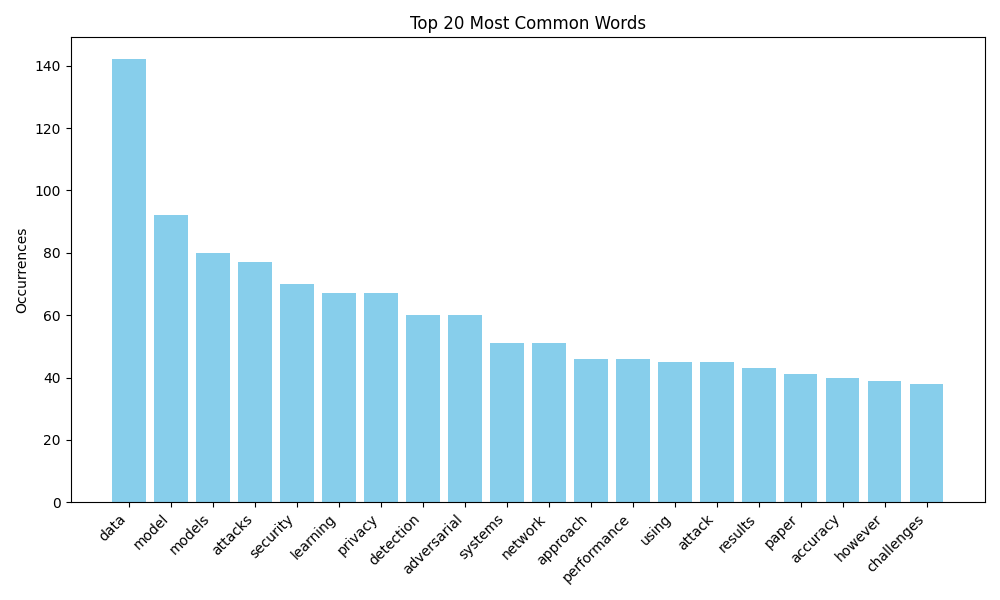 Top 20 Most Common Words
Occurrences
140
120
100
80
60
40
20
0
data
model
models
attacks
security
learning
privacy
detection
adversarial
systems
network
approach
performance
using
attack
results
paper
accuracy
however
challenges